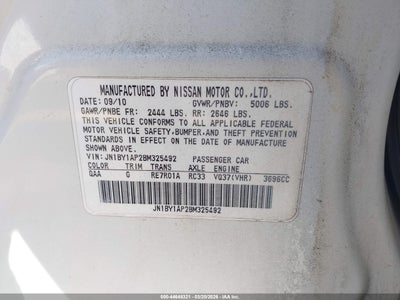 MANUFACTURED BY NISSAN MOTOR CO.,LTD.
DATE: 09/10 GVWR/PNBV: 5006 LBS.
GAWR/PNBE FR: 2444 LBS. RR: 2646 LBS.
THIS VEHICLE CONFORMS TO ALL APPLICABLE FEDERAL
MOTOR VEHICLE SAFETY,BUMPER,AND THEFT PREVENTION
STANDARDS IN EFFECT ON THE DATE OF MANUFACTURE
SHOWN ABOVE.
VIN: JN1BY1AP2BM325492 PASSENGER CAR
COLOR TRIM TRANS AXLE ENGINE
QAA G RE7R01A RC33 VQ37(VHR) 3696CC
JN1BY1AP2BM325492